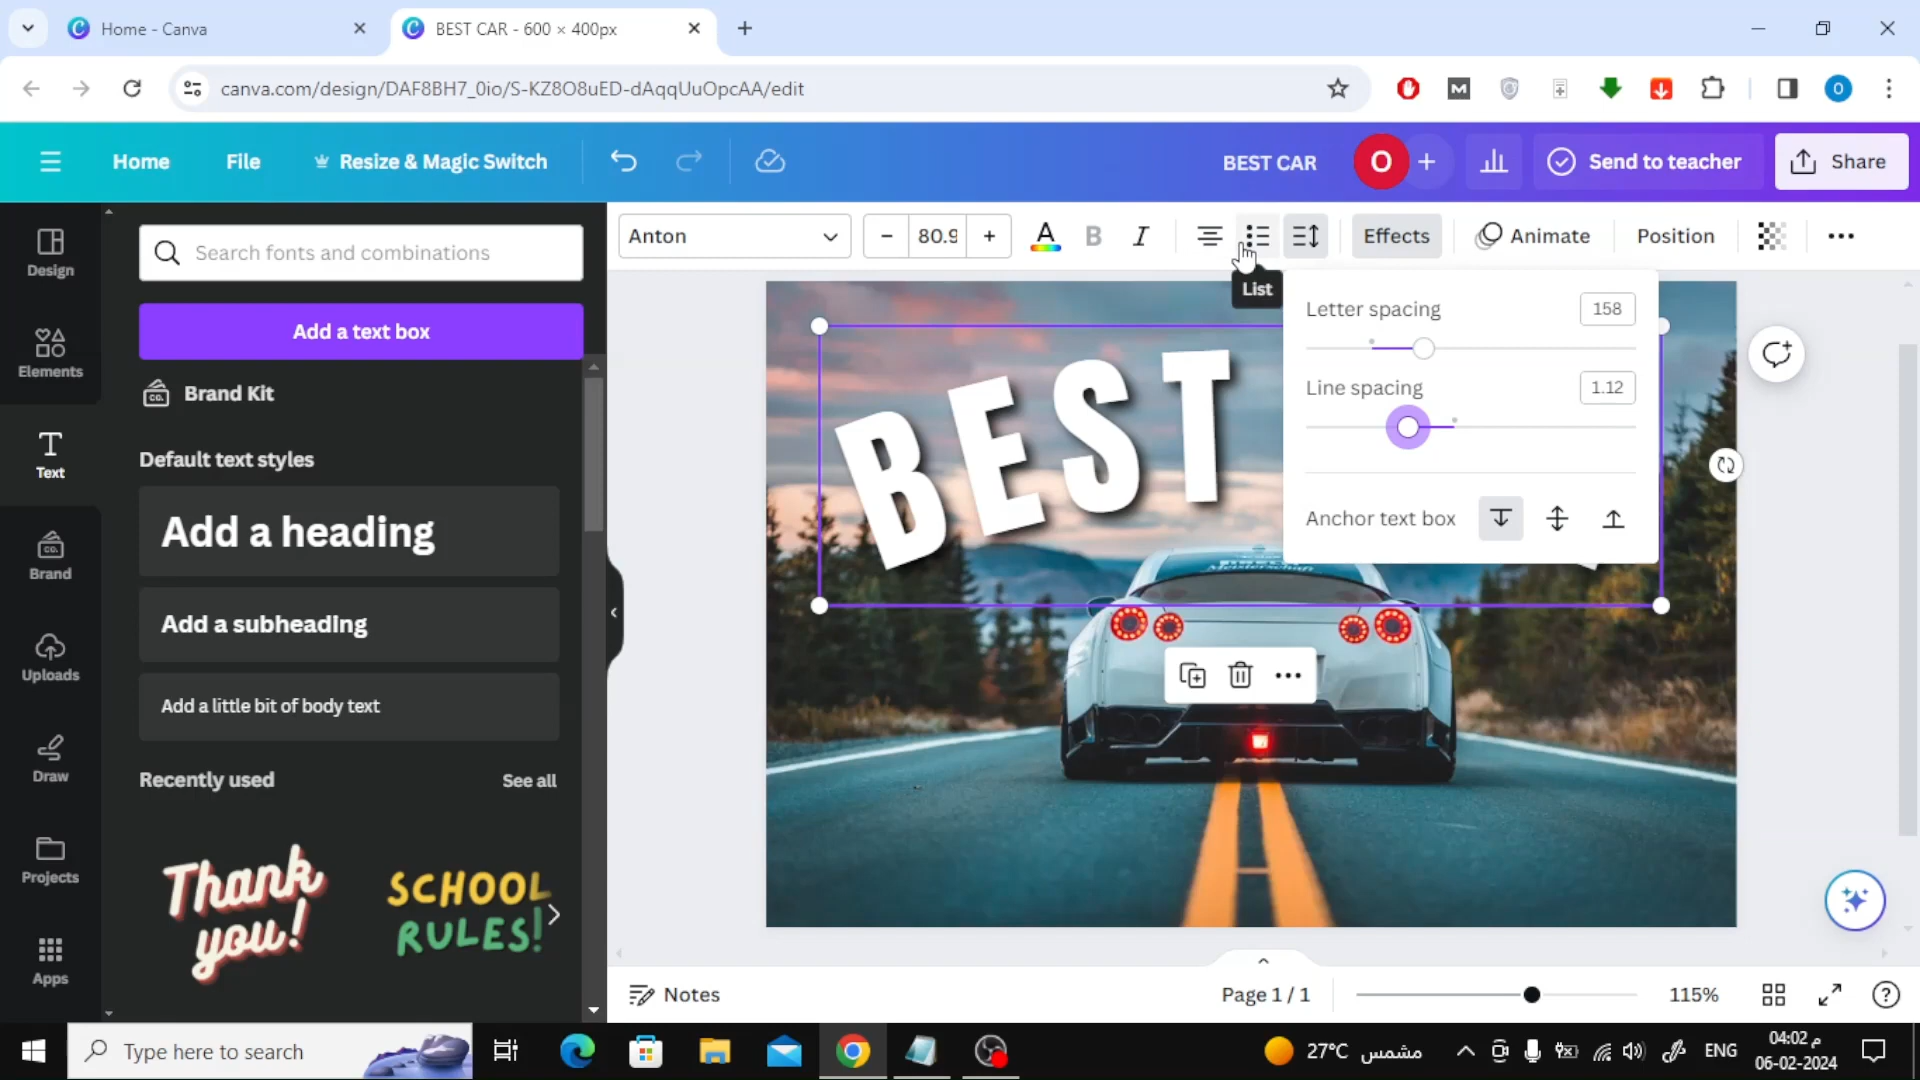 Home - Canva
BEST CAR - 600 × 400px
canva.com/design/DAF8BH7_0io/S-KZ8O8uED-dAqqUuOpcAA/edit
Home
File
Resize & Magic Switch
BEST CAR
O
Send to teacher
Share
Design
Elements
Text
Brand
Uploads
Draw
Projects
Apps
Search fonts and combinations
Add a text box
Brand Kit
Default text styles
Add a heading
Add a subheading
Add a little bit of body text
Recently used
See all
Thank
you!
SCHOOL
RULES!
Anton
80.9
Effects
Animate
Position
List
Letter spacing
158
Line spacing
1.12
Anchor text box
BEST
Meisterschaft
Notes
Page 1 / 1
115%
Type here to search
27°C
مشمس
ENG
04:02 م
06-02-2024